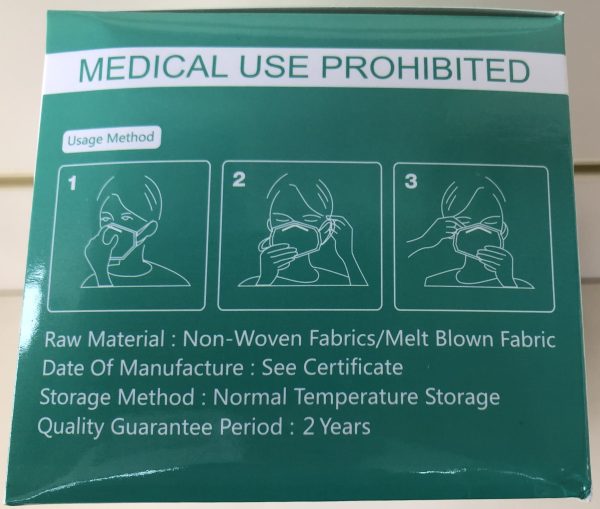 MEDICAL USE PROHIBITED
Usage Method
1 2 3
Raw Material : Non-Woven Fabrics/Melt Blown Fabric
Date Of Manufacture : See Certificate
Storage Method : Normal Temperature Storage
Quality Guarantee Period : 2 Years